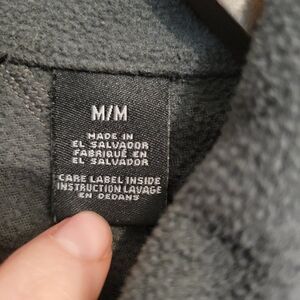 M/M
MADE IN
EL SALVADOR
FABRIQUÉ EN
EL SALVADOR
CARE LABEL INSIDE
INSTRUCTION LAVAGE
EN DEDANS